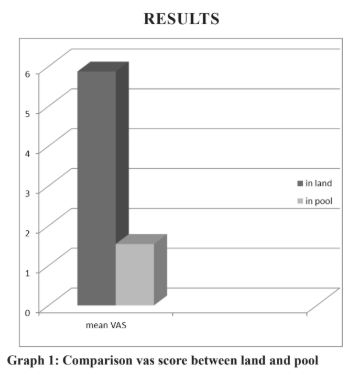 RESULTS
6
5
4
3
2
1
0
in land
in pool
mean VAS
Graph 1: Comparison vas score between land and pool